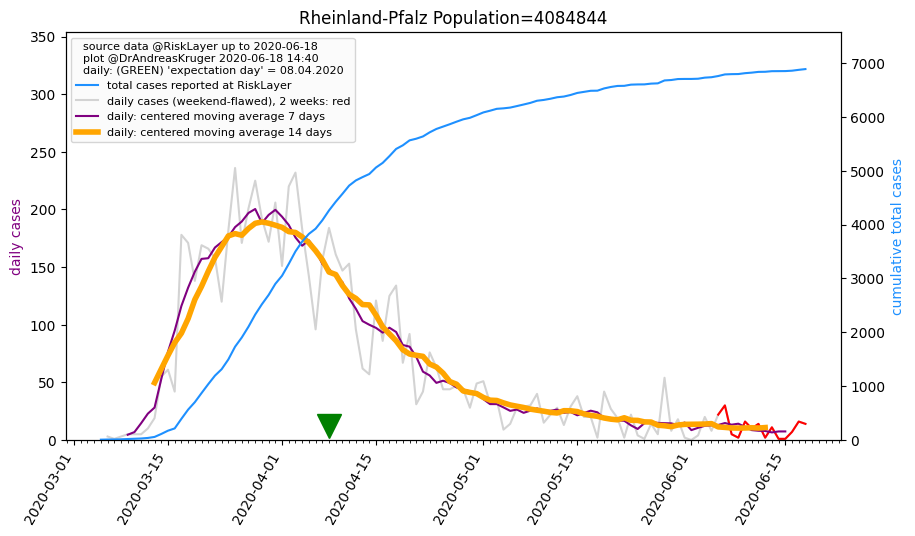 Rheinland-Pfalz Population=4084844
source data @RiskLayer up to 2020-06-18
plot @DrAndreasKruger 2020-06-18 14:40
daily: (GREEN) 'expectation day' = 08.04.2020
total cases reported at RiskLayer
daily cases (weekend-flawed), 2 weeks: red
daily: centered moving average 7 days
daily: centered moving average 14 days
daily cases
350
300
250
200
150
100
50
0
cumulative total cases
7000
6000
5000
4000
3000
2000
1000
0
2020-03-01
2020-03-15
2020-04-01
2020-04-15
2020-05-01
2020-05-15
2020-06-01
2020-06-15